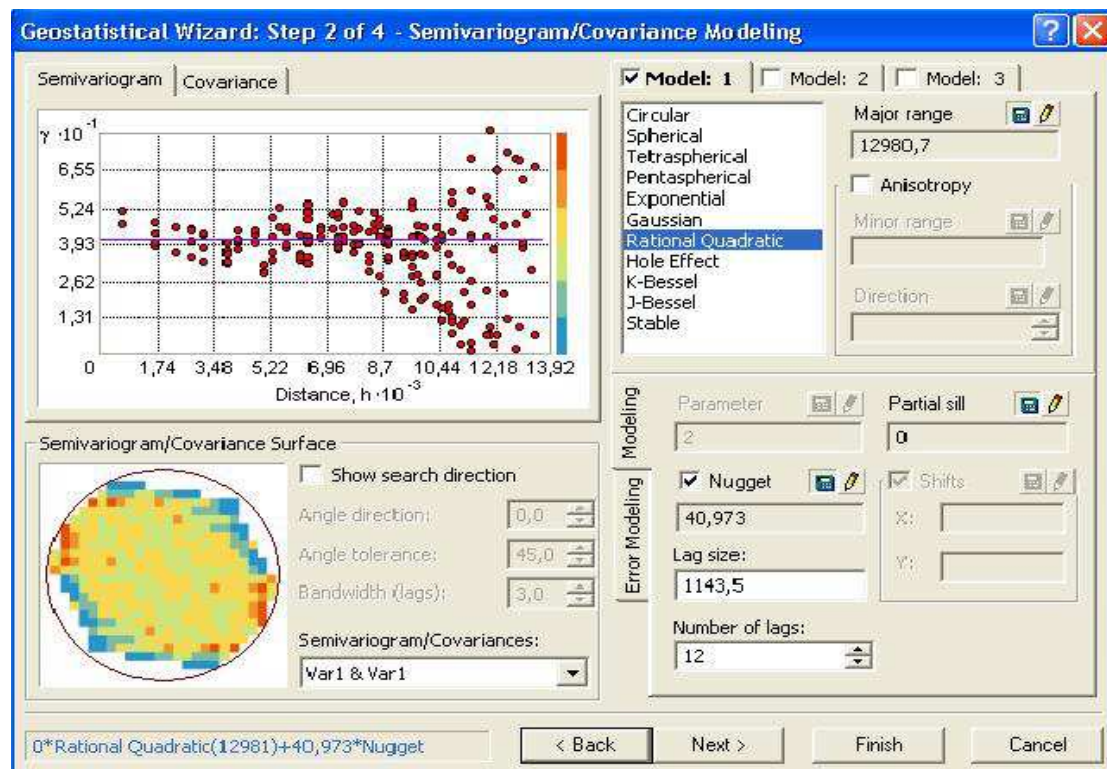 Geostatistical Wizard: Step 2 of 4 - Semivariogram/Covariance Modeling
Semivariogram
Covariance
γ · 10⁻¹
6,55
5,24
3,93
2,62
1,31
0 1,74 3,48 5,22 6,96 8,7 10,44 12,18 13,92
Distance, h · 10⁻³
Semivariogram/Covariance Surface
Show search direction
Angle direction: 0,0
Angle tolerance: 45,0
Bandwidth (lags): 3,0
Semivariogram/Covariances:
Var1 & Var1
Model: 1
Model: 2
Model: 3
Circular
Spherical
Tetraspherical
Pentaspherical
Exponential
Gaussian
Rational Quadratic
Hole Effect
K-Bessel
J-Bessel
Stable
Major range
12980,7
Anisotropy
Minor range
Direction
Modeling
Error Modeling
Parameter
2
Partial sill
0
Nugget
40,973
Shifts
X:
Y:
Lag size:
1143,5
Number of lags:
12
0*Rational Quadratic(12981)+40,973*Nugget
< Back
Next >
Finish
Cancel